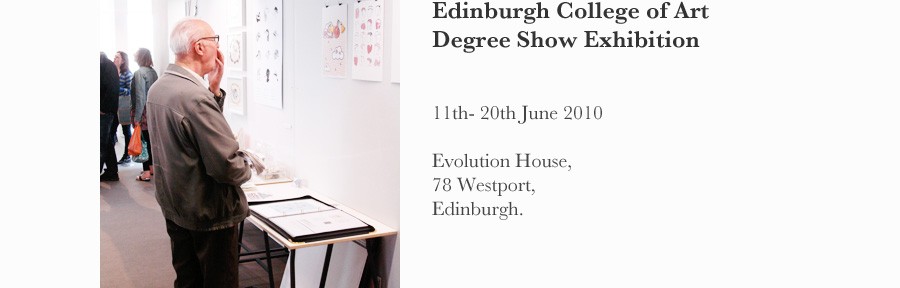 Edinburgh College of Art
Degree Show Exhibition
11th- 20th June 2010
Evolution House,
78 Westport,
Edinburgh.